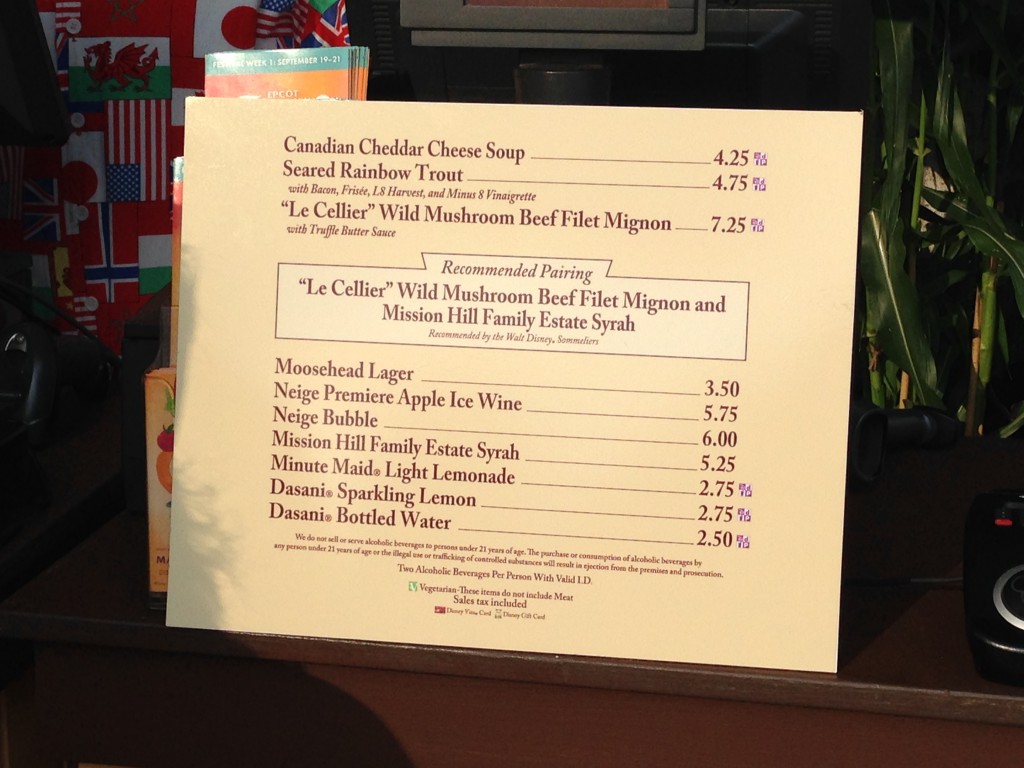 FESTIVAL WEEK 1: SEPTEMBER 19-21
EPCOT
Canadian Cheddar Cheese Soup 4.25
Seared Rainbow Trout 4.75
with Bacon, Frisée, L8 Harvest, and Minus 8 Vinaigrette
“Le Cellier” Wild Mushroom Beef Filet Mignon 7.25
with Truffle Butter Sauce
Recommended Pairing
“Le Cellier” Wild Mushroom Beef Filet Mignon and
Mission Hill Family Estate Syrah
Recommended by the Walt Disney® Sommeliers
Moosehead Lager 3.50
Neige Premiere Apple Ice Wine 5.75
Neige Bubble 6.00
Mission Hill Family Estate Syrah 5.25
Minute Maid® Light Lemonade 2.75
Dasani® Sparkling Lemon 2.75
Dasani® Bottled Water 2.50
We do not sell or serve alcoholic beverages to persons under 21 years of age. The purchase or consumption of alcoholic beverages by
any person under 21 years of age or the illegal use or trafficking of controlled substances will result in ejection from the premises and prosecution.
Two Alcoholic Beverages Per Person With Valid I.D.
Vegetarian-These items do not include Meat
Sales tax included
Disney Visa® Card Disney Gift Card